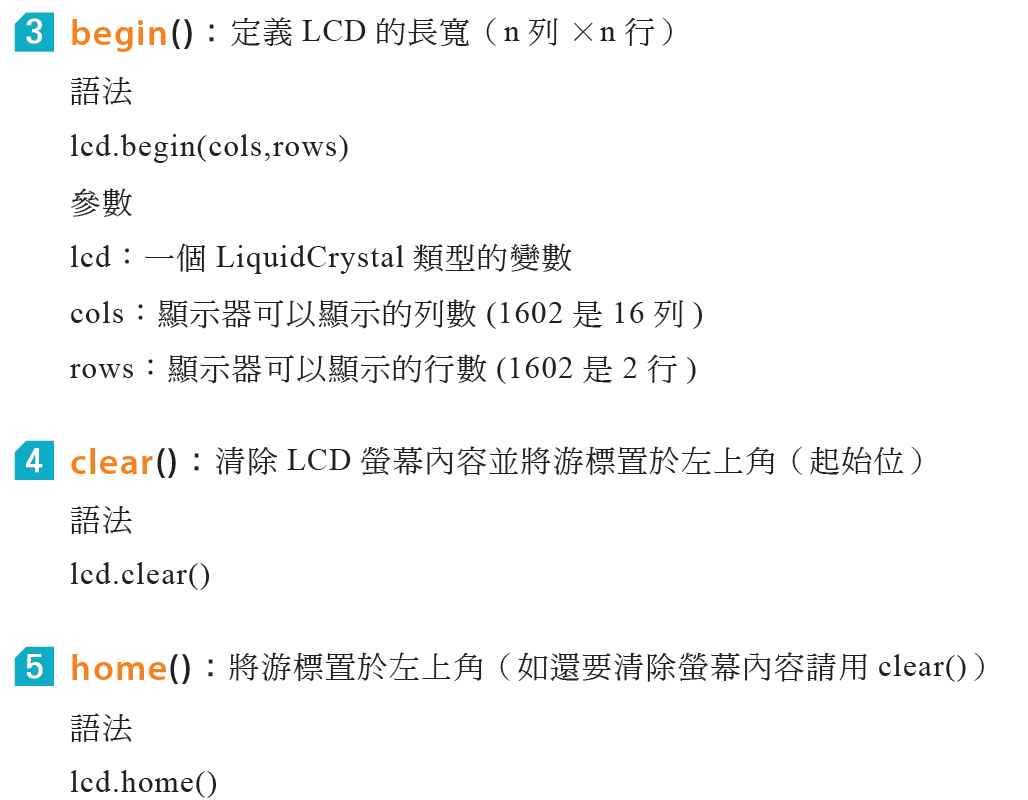 3 begin()：定義 LCD 的長寬（n 列 ×n 行）
語法
lcd.begin(cols,rows)
參數
lcd：一個 LiquidCrystal 類型的變數
cols：顯示器可以顯示的列數 (1602 是 16 列 )
rows：顯示器可以顯示的行數 (1602 是 2 行 )
4 clear()：清除 LCD 螢幕內容並將游標置於左上角（起始位）
語法
lcd.clear()
5 home()：將游標置於左上角（如還要清除螢幕內容請用 clear()）
語法
lcd.home()